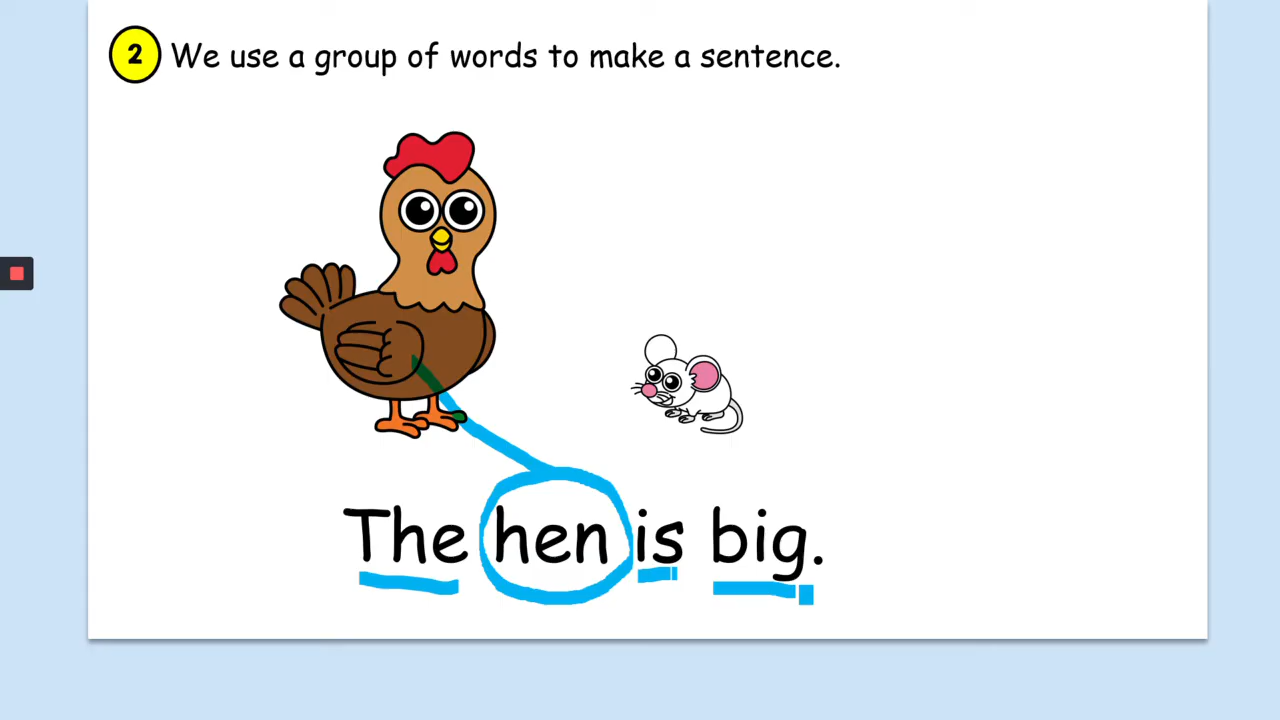 2 We use a group of words to make a sentence.
The hen is big.